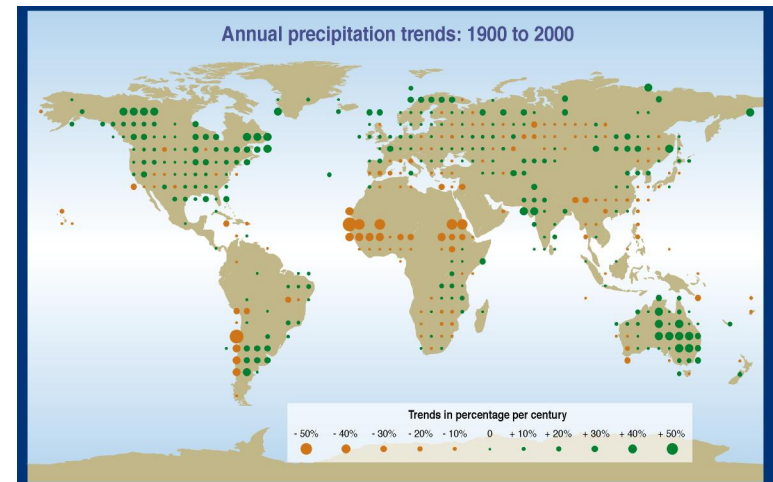 Annual precipitation trends: 1900 to 2000
Trends in percentage per century
- 50% - 40% - 30% - 20% - 10% 0 + 10% + 20% + 30% + 40% + 50%